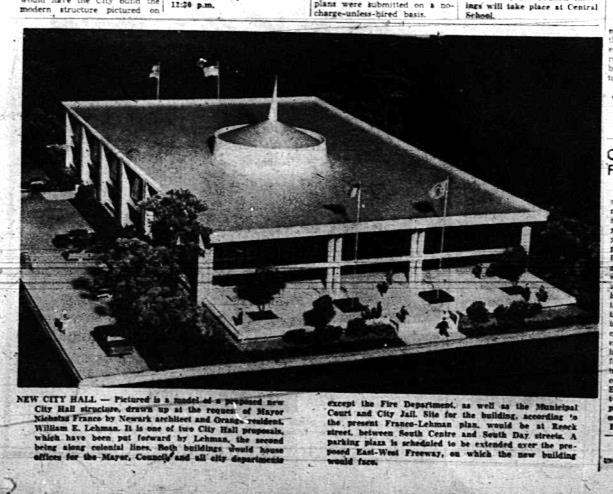 would have the City build the
modern structure pictured on
12:30 p.m.
plans were submitted on a no-
charge-unless-hired basis.
ings will take place at Central
School.
NEW CITY HALL — Pictured is a model of a proposed new
City Hall structure, drawn up at the request of Mayor
Nicholas Franco by Newark architect and Orange resident,
William E. Lehman. It is one of two City Hall proposals,
which have been put forward by Lehman, the second
being along colonial lines. Both buildings would house
offices for the Mayor, Council and all city departments
except the Fire Department, as well as the Municipal
Court and City Jail. Site for the building, according to
the present Franco-Lehman plan, would be at Reock
street, between South Centre and South Day streets. A
parking plaza is scheduled to be extended over the pro-
posed East-West Freeway, on which the new building
would face.